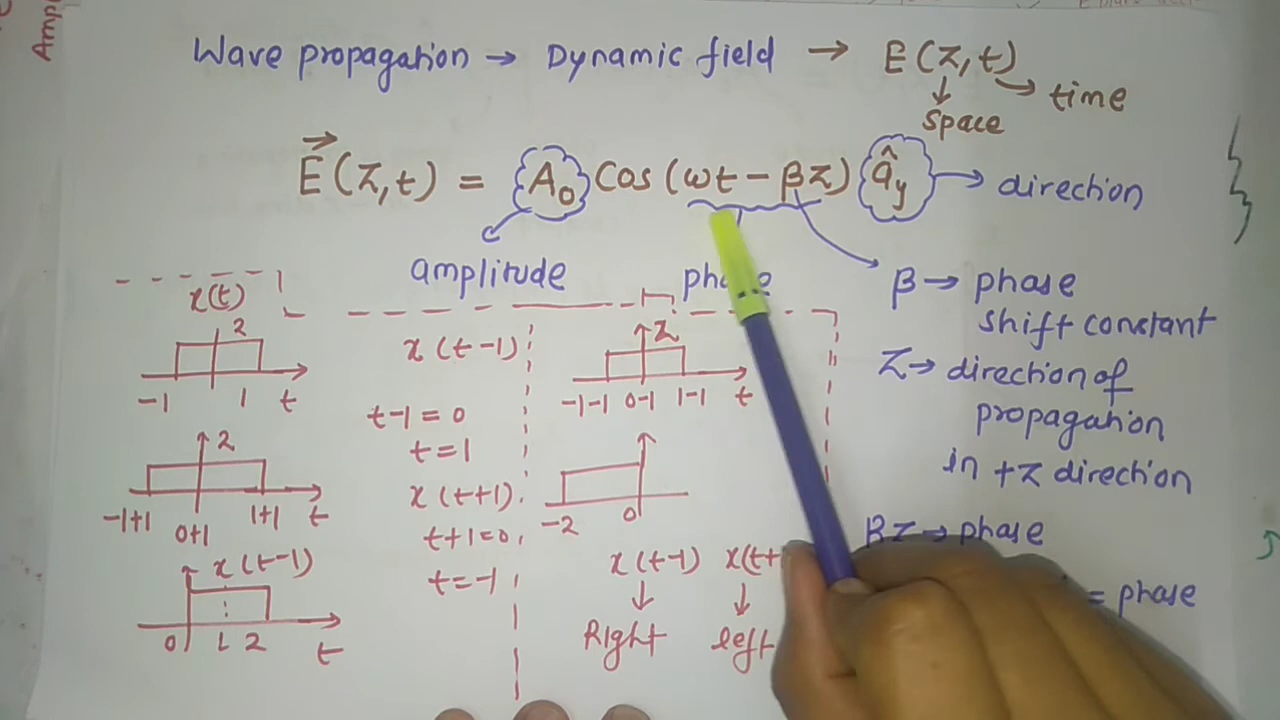 Ampl
Wave propagation → Dynamic field → E(z,t)
space
time
E⃗(z,t) = A₀ Cos(ωt − βz) â_y → direction
amplitude
phase
β → phase
shift constant
z → direction of
propagation
in +z direction
βz → phase
= phase
x(t)
2
-1 1 t
2
-1+1 0+1 1+1 t
x(t-1)
0 1 2 t
x(t-1)
t-1=0
t=1
x(t+1)
t+1=0
t=-1
2
-1-1 0-1 1-1 t
-2 0
x(t-1) x(t+
Right left